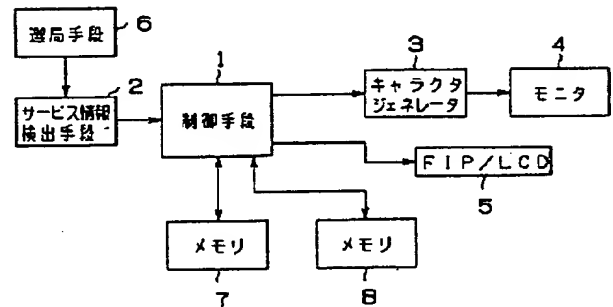 選局手段
6
2
サービス情報
検出手段
1
制御手段
3
キャラクタ
ジェネレータ
4
モニタ
FIP/LCD
5
メモリ
7
メモリ
8